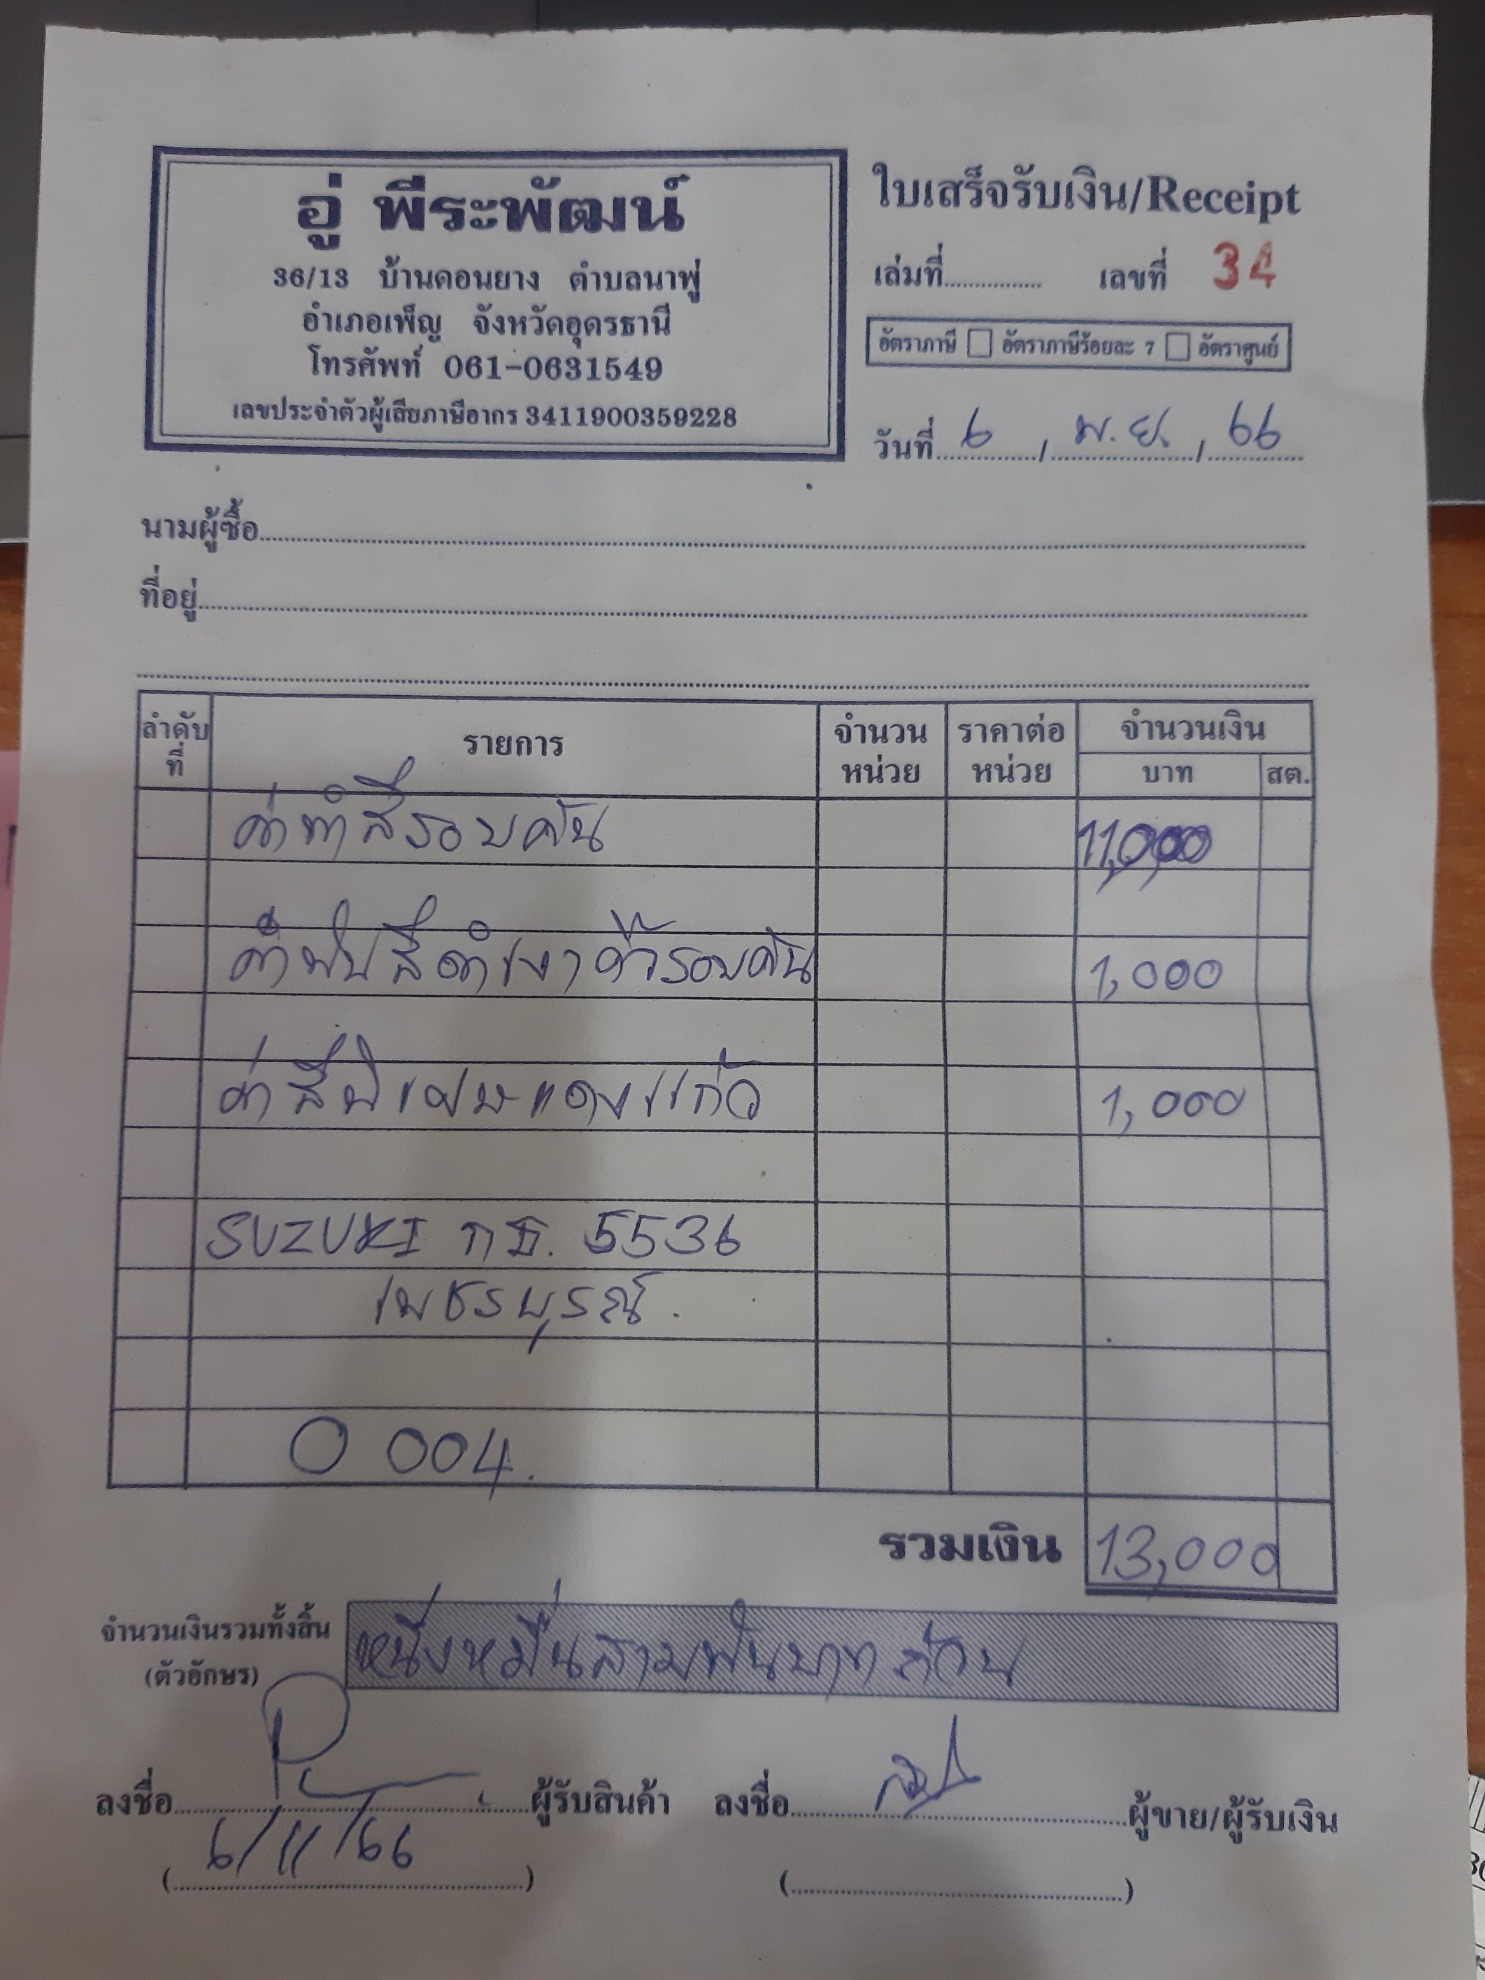 อู่ พีระพัฒน์
36/13 บ้านดอนยาง ตำบลนาพู่
อำเภอเพ็ญ จังหวัดอุดรธานี
โทรศัพท์ 061-0631549
เลขประจำตัวผู้เสียภาษีอากร 3411900359228
ใบเสร็จรับเงิน/Receipt
เล่มที่ เลขที่ 34
อัตราภาษี อัตราภาษีร้อยละ 7 อัตราศูนย์
วันที่ 6 / พ.ย. / 66
นามผู้ซื้อ
ที่อยู่
ลำดับที่ รายการ จำนวนหน่วย ราคาต่อหน่วย จำนวนเงิน บาท สต.
ค่าทำสีรอบคัน 11,000
ค่าพ่นสีดำเงา คิ้วรอบคัน 1,000
ค่าสีพิเศษแดงแก้ว 1,000
SUZUKI กธ. 5536
เพชรบูรณ์.
O 004.
รวมเงิน 13,000
จำนวนเงินรวมทั้งสิ้น (ตัวอักษร) หนึ่งหมื่นสามพันบาทถ้วน
ลงชื่อ ผู้รับสินค้า ลงชื่อ ผู้ขาย/ผู้รับเงิน
(6/11/66) ( )